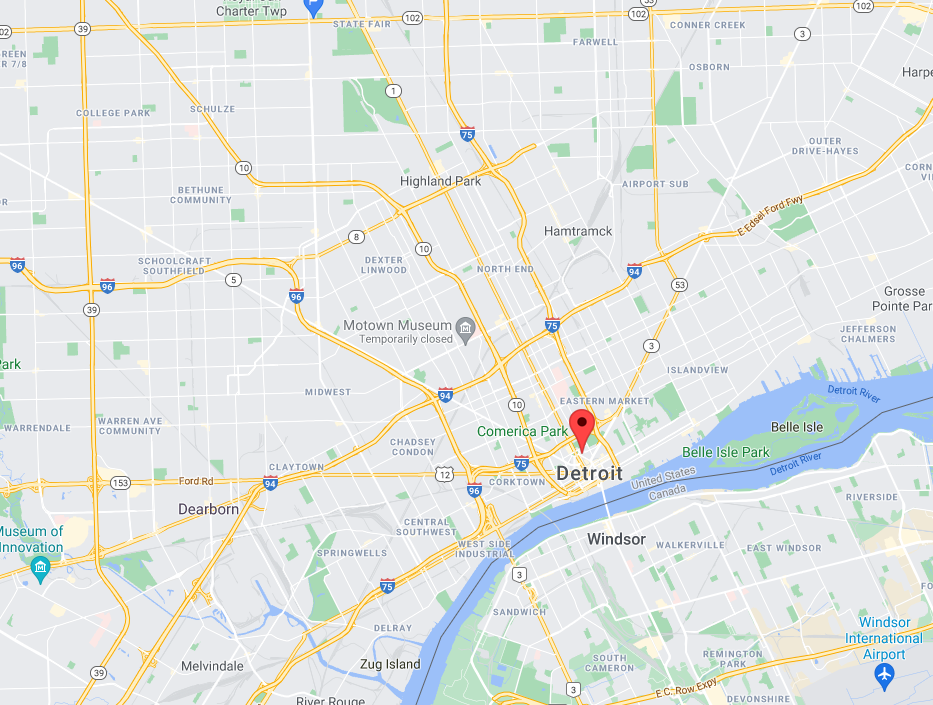 Charter Twp
STATE FAIR
102
102
53
102
02
39
CONNER CREEK
3
FARWELL
GREEN
R 7/8
OSBORN
Harpe
1
COLLEGE PARK
SCHULZE
75
OUTER
DRIVE-HAYES
10
Highland Park
AIRPORT SUB
BETHUNE
COMMUNITY
E Edsel Ford Fwy
8
Hamtramck
10
DEXTER
LINWOOD
NORTH END
96
SCHOOLCRAFT
SOUTHFIELD
94
5
96
53
96
Grosse
Pointe Par
39
Motown Museum
Temporarily closed
75
JEFFERSON
CHALMERS
3
Park
ISLANDVIEW
MIDWEST
94
Detroit River
10
EASTERN MARKET
WARRENDALE
WARREN AVE
COMMUNITY
Comerica Park
Belle Isle
CHADSEY
CONDON
Belle Isle Park
75
Detroit River
CLAYTOWN
12
Detroit
United States
Canada
153
Ford Rd
94
96
CORKTOWN
RIVERSIDE
Dearborn
CENTRAL
SOUTHWEST
Museum of
Innovation
Windsor
WALKERVILLE
EAST WINDSOR
SPRINGWELLS
WEST SIDE
INDUSTRIAL
3
75
SANDWICH
DELRAY
Windsor
International
Airport
SOUTH
CAMERON
REMINGTON
PARK
39
Melvindale
Zug Island
3
E C. Row Expy
DEVONSHIRE
River Rouge